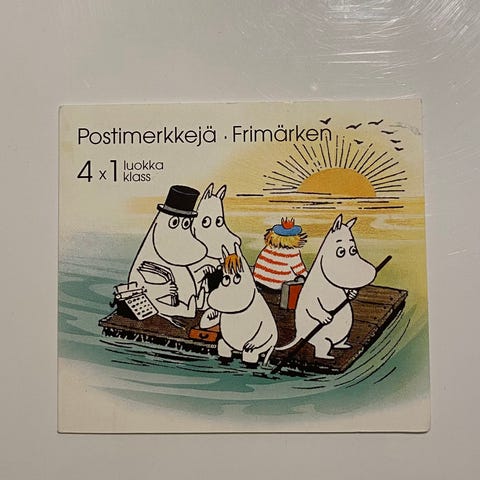 Postimerkkejä · Frimärken
4 x 1 luokka
klass